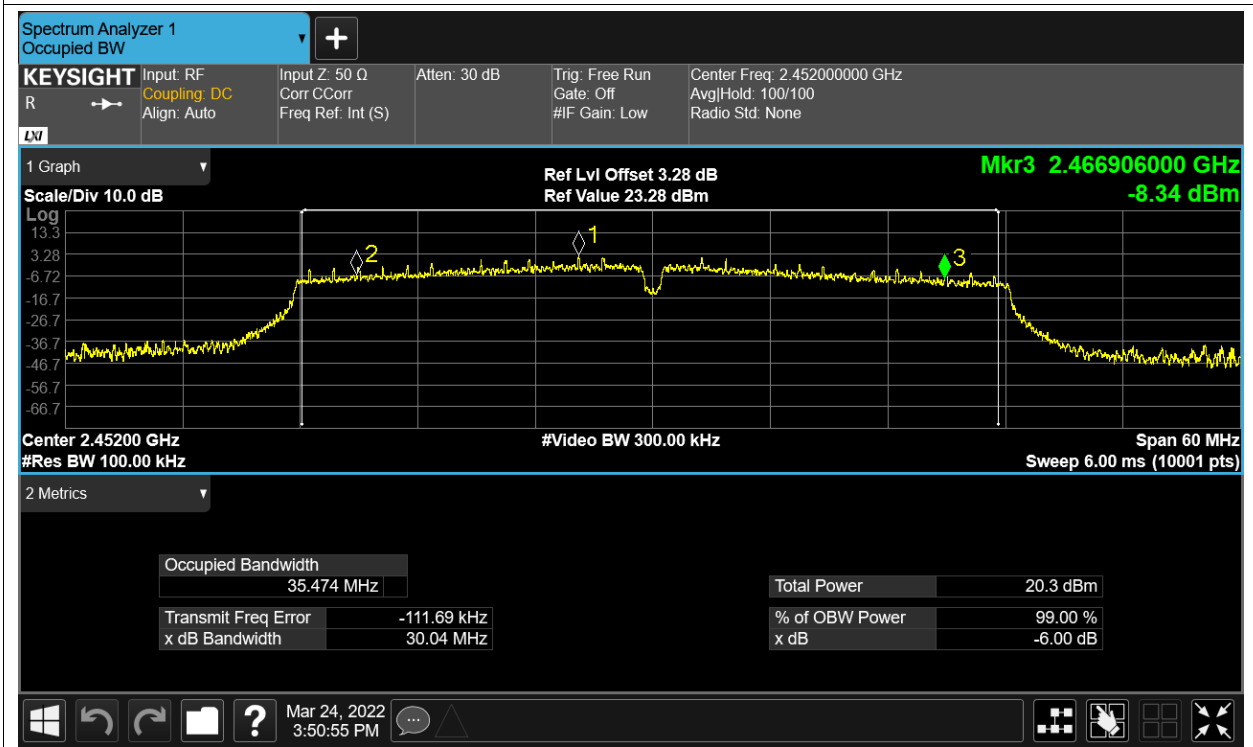 Spectrum Analyzer 1
Occupied BW
KEYSIGHT
R
LXI
Input: RF
Coupling: DC
Align: Auto
Input Z: 50 Ω
Corr CCorr
Freq Ref: Int (S)
Atten: 30 dB
Trig: Free Run
Gate: Off
#IF Gain: Low
Center Freq: 2.452000000 GHz
Avg|Hold: 100/100
Radio Std: None
1 Graph
Scale/Div 10.0 dB
Ref Lvl Offset 3.28 dB
Ref Value 23.28 dBm
Mkr3 2.466906000 GHz
-8.34 dBm
Log
13.3
3.28
-6.72
-16.7
-26.7
-36.7
-46.7
-56.7
-66.7
2
1
3
Center 2.45200 GHz
#Video BW 300.00 kHz
Span 60 MHz
#Res BW 100.00 kHz
Sweep 6.00 ms (10001 pts)
2 Metrics
Occupied Bandwidth
35.474 MHz
Transmit Freq Error -111.69 kHz
x dB Bandwidth 30.04 MHz
Total Power 20.3 dBm
% of OBW Power 99.00 %
x dB -6.00 dB
?
Mar 24, 2022
3:50:55 PM